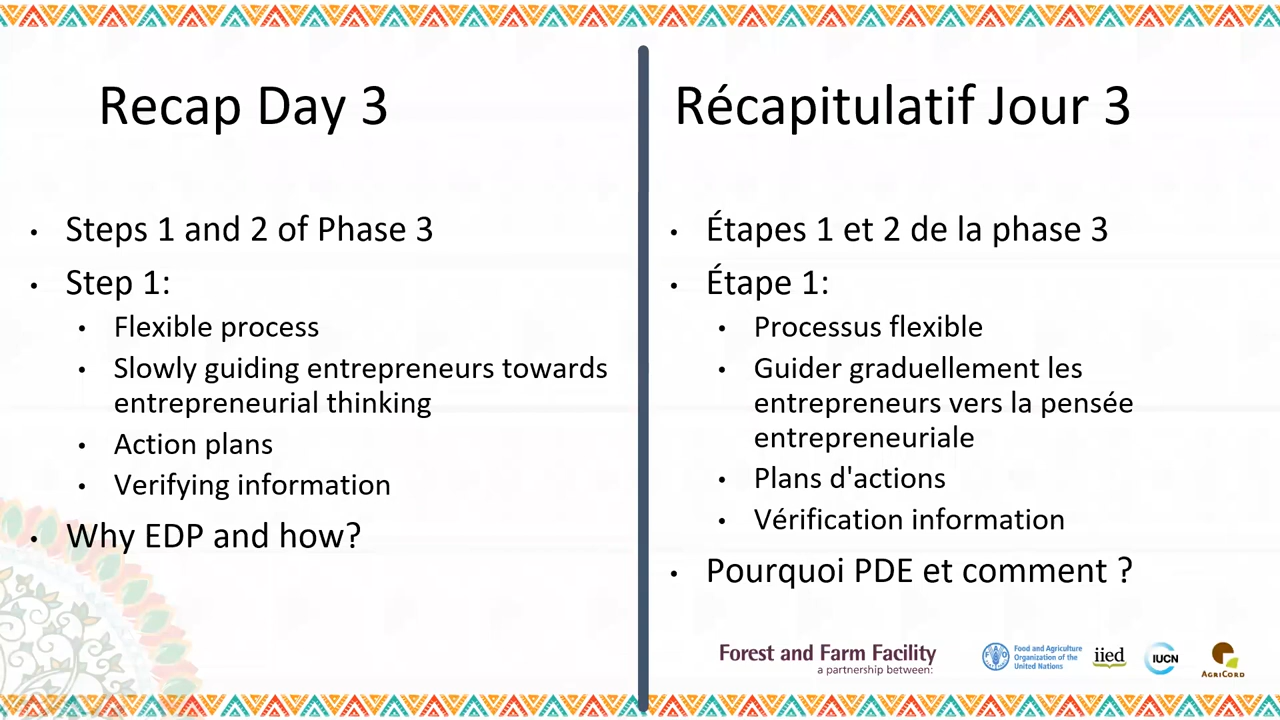 Recap Day 3
• Steps 1 and 2 of Phase 3
• Step 1:
• Flexible process
• Slowly guiding entrepreneurs towards
entrepreneurial thinking
• Action plans
• Verifying information
• Why EDP and how?
Récapitulatif Jour 3
• Étapes 1 et 2 de la phase 3
• Étape 1:
• Processus flexible
• Guider graduellement les
entrepreneurs vers la pensée
entrepreneuriale
• Plans d'actions
• Vérification information
• Pourquoi PDE et comment ?
Forest and Farm Facility
a partnership between:
Food and Agriculture
Organization of the
United Nations
iied
IUCN
AGRICORD